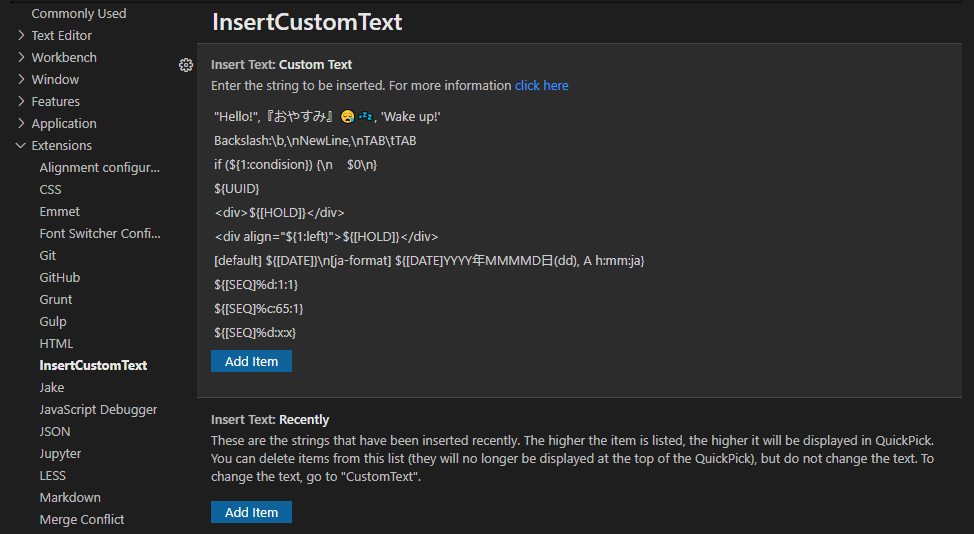 Commonly Used
Text Editor
Workbench
Window
Features
Application
Extensions
Alignment configur...
CSS
Emmet
Font Switcher Confi...
Git
GitHub
Grunt
Gulp
HTML
InsertCustomText
Jake
JavaScript Debugger
JSON
Jupyter
LESS
Markdown
Merge Conflict
InsertCustomText
Insert Text: Custom Text
Enter the string to be inserted. For more information click here
"Hello!",『おやすみ』😪💤, 'Wake up!'
Backslash:\b,\nNewLine,\nTAB\tTAB
if (${1:condision}) {\n    $0\n}
${UUID}
<div>${[HOLD]}</div>
<div align="${1:left}">${[HOLD]}</div>
[default] ${[DATE]}\n[ja-format] ${[DATE]YYYY年MMMMD日(dd), A h:mm:ja}
${[SEQ]%d:1:1}
${[SEQ]%c:65:1}
${[SEQ]%d:x:x}
Add Item
Insert Text: Recently
These are the strings that have been inserted recently. The higher the item is listed, the higher it will be displayed in QuickPick.
You can delete items from this list (they will no longer be displayed at the top of the QuickPick), but do not change the text. To
change the text, go to "CustomText".
Add Item